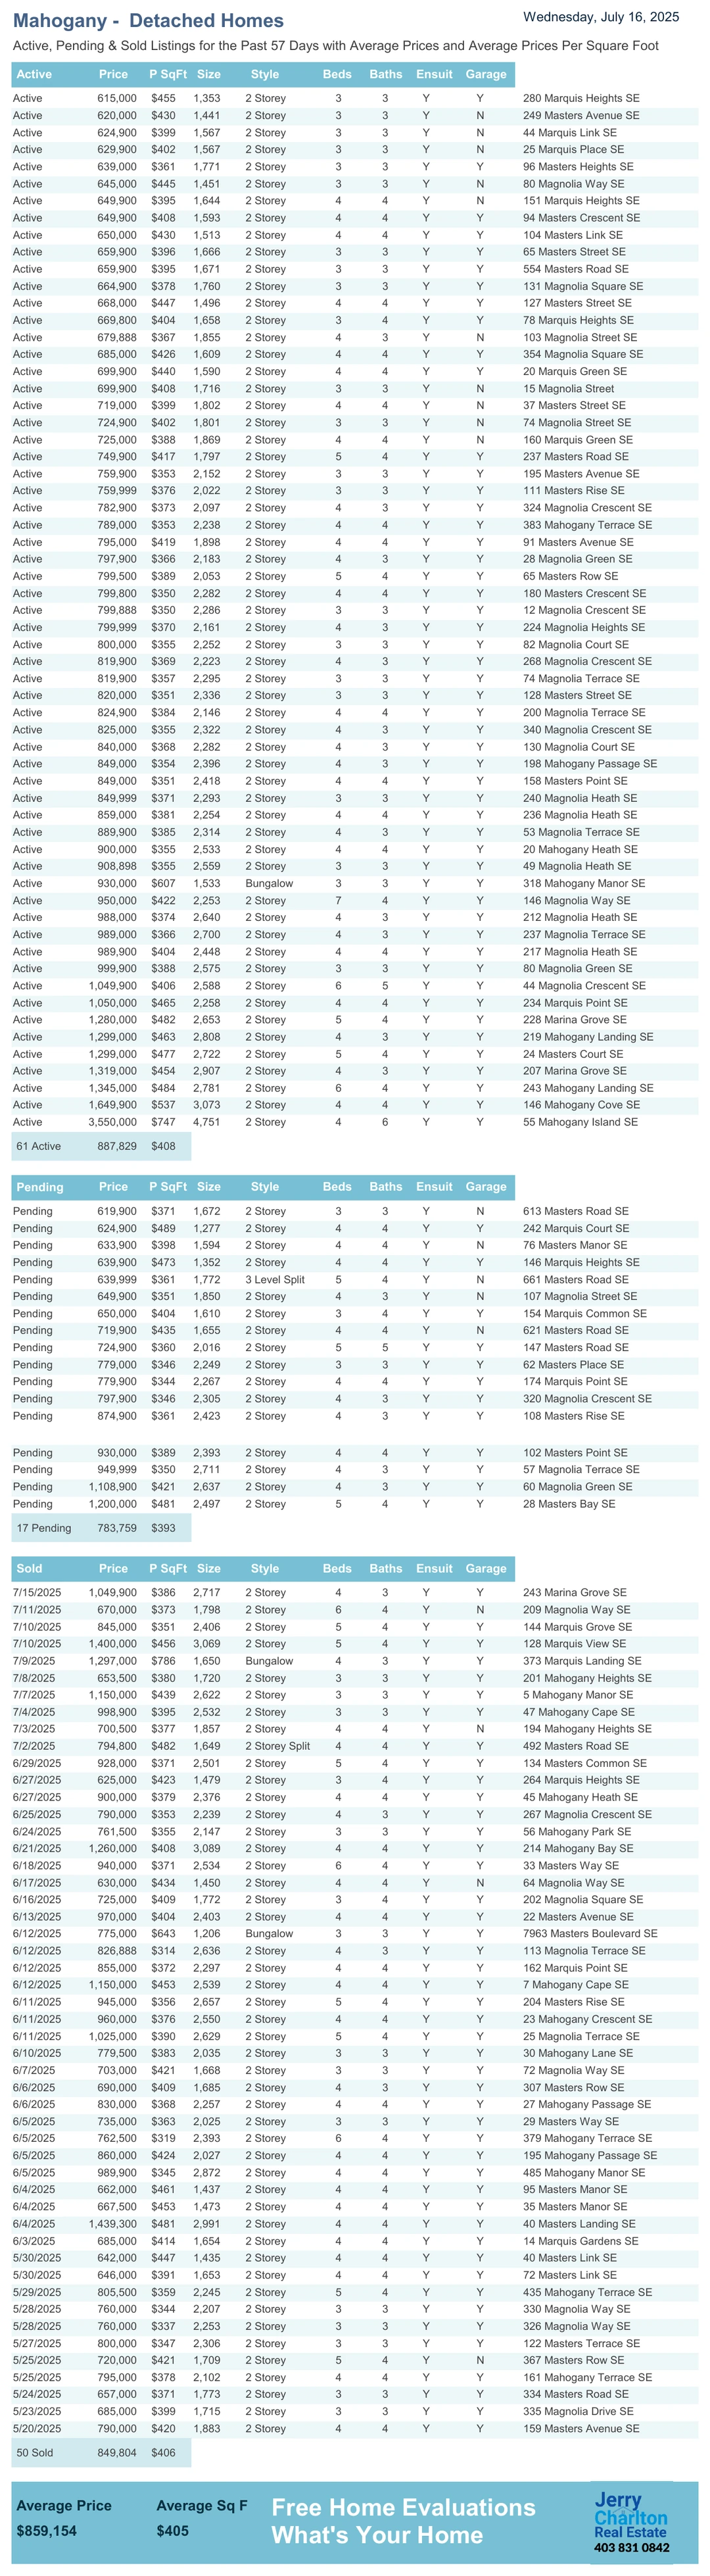 Mahogany - Detached Homes
Wednesday, July 16, 2025
Active, Pending & Sold Listings for the Past 57 Days with Average Prices and Average Prices Per Square Foot
Active Price P SqFt Size Style Beds Baths Ensuit Garage
Active 615,000 $455 1,353 2 Storey 3 3 Y Y 280 Marquis Heights SE
Active 620,000 $430 1,441 2 Storey 3 3 Y N 249 Masters Avenue SE
Active 624,900 $399 1,567 2 Storey 3 3 Y N 44 Marquis Link SE
Active 629,900 $402 1,567 2 Storey 3 3 Y N 25 Marquis Place SE
Active 639,000 $361 1,771 2 Storey 3 3 Y Y 96 Masters Heights SE
Active 645,000 $445 1,451 2 Storey 3 3 Y N 80 Magnolia Way SE
Active 649,900 $395 1,644 2 Storey 4 4 Y N 151 Marquis Heights SE
Active 649,900 $408 1,593 2 Storey 4 4 Y Y 94 Masters Crescent SE
Active 650,000 $430 1,513 2 Storey 4 4 Y Y 104 Masters Link SE
Active 659,900 $396 1,666 2 Storey 3 3 Y Y 65 Masters Street SE
Active 659,900 $395 1,671 2 Storey 3 3 Y Y 554 Masters Road SE
Active 664,900 $378 1,760 2 Storey 3 3 Y Y 131 Magnolia Square SE
Active 668,000 $447 1,496 2 Storey 4 4 Y Y 127 Masters Street SE
Active 669,800 $404 1,658 2 Storey 3 4 Y Y 78 Marquis Heights SE
Active 679,888 $367 1,855 2 Storey 4 3 Y N 103 Magnolia Street SE
Active 685,000 $426 1,609 2 Storey 4 4 Y Y 354 Magnolia Square SE
Active 699,900 $440 1,590 2 Storey 4 4 Y Y 20 Marquis Green SE
Active 699,900 $408 1,716 2 Storey 3 3 Y N 15 Magnolia Street
Active 719,000 $399 1,802 2 Storey 4 4 Y N 37 Masters Street SE
Active 724,900 $402 1,801 2 Storey 3 3 Y N 74 Magnolia Street SE
Active 725,000 $388 1,869 2 Storey 4 4 Y N 160 Marquis Green SE
Active 749,900 $417 1,797 2 Storey 5 4 Y Y 237 Masters Road SE
Active 759,900 $353 2,152 2 Storey 3 3 Y Y 195 Masters Avenue SE
Active 759,999 $376 2,022 2 Storey 3 3 Y Y 111 Masters Rise SE
Active 782,900 $373 2,097 2 Storey 4 3 Y Y 324 Magnolia Crescent SE
Active 789,000 $353 2,238 2 Storey 4 4 Y Y 383 Mahogany Terrace SE
Active 795,000 $419 1,898 2 Storey 4 4 Y Y 91 Masters Avenue SE
Active 797,900 $366 2,183 2 Storey 4 3 Y Y 28 Magnolia Green SE
Active 799,500 $389 2,053 2 Storey 5 4 Y Y 65 Masters Row SE
Active 799,800 $350 2,282 2 Storey 4 4 Y Y 180 Masters Crescent SE
Active 799,888 $350 2,286 2 Storey 3 3 Y Y 12 Magnolia Crescent SE
Active 799,999 $370 2,161 2 Storey 4 3 Y Y 224 Magnolia Heights SE
Active 800,000 $355 2,252 2 Storey 3 3 Y Y 82 Magnolia Court SE
Active 819,900 $369 2,223 2 Storey 4 3 Y Y 268 Magnolia Crescent SE
Active 819,900 $357 2,295 2 Storey 3 3 Y Y 74 Magnolia Terrace SE
Active 820,000 $351 2,336 2 Storey 3 3 Y Y 128 Masters Street SE
Active 824,900 $384 2,146 2 Storey 4 4 Y Y 200 Magnolia Terrace SE
Active 825,000 $355 2,322 2 Storey 4 3 Y Y 340 Magnolia Crescent SE
Active 840,000 $368 2,282 2 Storey 4 3 Y Y 130 Magnolia Court SE
Active 849,000 $354 2,396 2 Storey 4 3 Y Y 198 Mahogany Passage SE
Active 849,000 $351 2,418 2 Storey 4 4 Y Y 158 Masters Point SE
Active 849,999 $371 2,293 2 Storey 3 3 Y Y 240 Magnolia Heath SE
Active 859,000 $381 2,254 2 Storey 4 4 Y Y 236 Magnolia Heath SE
Active 889,900 $385 2,314 2 Storey 4 3 Y Y 53 Magnolia Terrace SE
Active 900,000 $355 2,533 2 Storey 4 4 Y Y 20 Mahogany Heath SE
Active 908,898 $355 2,559 2 Storey 3 3 Y Y 49 Magnolia Heath SE
Active 930,000 $607 1,533 Bungalow 3 3 Y Y 318 Mahogany Manor SE
Active 950,000 $422 2,253 2 Storey 7 4 Y Y 146 Magnolia Way SE
Active 988,000 $374 2,640 2 Storey 4 3 Y Y 212 Magnolia Heath SE
Active 989,000 $366 2,700 2 Storey 4 3 Y Y 237 Magnolia Terrace SE
Active 989,900 $404 2,448 2 Storey 4 4 Y Y 217 Magnolia Heath SE
Active 999,900 $388 2,575 2 Storey 3 3 Y Y 80 Magnolia Green SE
Active 1,049,900 $406 2,588 2 Storey 6 5 Y Y 44 Magnolia Crescent SE
Active 1,050,000 $465 2,258 2 Storey 4 4 Y Y 234 Marquis Point SE
Active 1,280,000 $482 2,653 2 Storey 5 4 Y Y 228 Marina Grove SE
Active 1,299,000 $463 2,808 2 Storey 4 3 Y Y 219 Mahogany Landing SE
Active 1,299,000 $477 2,722 2 Storey 5 4 Y Y 24 Masters Court SE
Active 1,319,000 $454 2,907 2 Storey 4 3 Y Y 207 Marina Grove SE
Active 1,345,000 $484 2,781 2 Storey 6 4 Y Y 243 Mahogany Landing SE
Active 1,649,900 $537 3,073 2 Storey 4 4 Y Y 146 Mahogany Cove SE
Active 3,550,000 $747 4,751 2 Storey 4 6 Y Y 55 Mahogany Island SE
61 Active 887,829 $408
Pending Price P SqFt Size Style Beds Baths Ensuit Garage
Pending 619,900 $371 1,672 2 Storey 3 3 Y N 613 Masters Road SE
Pending 624,900 $489 1,277 2 Storey 4 4 Y Y 242 Marquis Court SE
Pending 633,900 $398 1,594 2 Storey 4 4 Y N 76 Masters Manor SE
Pending 639,900 $473 1,352 2 Storey 4 4 Y Y 146 Marquis Heights SE
Pending 639,999 $361 1,772 3 Level Split 5 4 Y N 661 Masters Road SE
Pending 649,900 $351 1,850 2 Storey 4 3 Y N 107 Magnolia Street SE
Pending 650,000 $404 1,610 2 Storey 3 4 Y Y 154 Marquis Common SE
Pending 719,900 $435 1,655 2 Storey 4 4 Y N 621 Masters Road SE
Pending 724,900 $360 2,016 2 Storey 5 5 Y Y 147 Masters Road SE
Pending 779,000 $346 2,249 2 Storey 3 3 Y Y 62 Masters Place SE
Pending 779,900 $344 2,267 2 Storey 4 4 Y Y 174 Marquis Point SE
Pending 797,900 $346 2,305 2 Storey 4 3 Y Y 320 Magnolia Crescent SE
Pending 874,900 $361 2,423 2 Storey 4 3 Y Y 108 Masters Rise SE
Pending 930,000 $389 2,393 2 Storey 4 4 Y Y 102 Masters Point SE
Pending 949,999 $350 2,711 2 Storey 4 3 Y Y 57 Magnolia Terrace SE
Pending 1,108,900 $421 2,637 2 Storey 4 3 Y Y 60 Magnolia Green SE
Pending 1,200,000 $481 2,497 2 Storey 5 4 Y Y 28 Masters Bay SE
17 Pending 783,759 $393
Sold Price P SqFt Size Style Beds Baths Ensuit Garage
7/15/2025 1,049,900 $386 2,717 2 Storey 4 3 Y Y 243 Marina Grove SE
7/11/2025 670,000 $373 1,798 2 Storey 6 4 Y N 209 Magnolia Way SE
7/10/2025 845,000 $351 2,406 2 Storey 5 4 Y Y 144 Marquis Grove SE
7/10/2025 1,400,000 $456 3,069 2 Storey 5 4 Y Y 128 Marquis View SE
7/9/2025 1,297,000 $786 1,650 Bungalow 4 3 Y Y 373 Marquis Landing SE
7/8/2025 653,500 $380 1,720 2 Storey 3 3 Y Y 201 Mahogany Heights SE
7/7/2025 1,150,000 $439 2,622 2 Storey 3 3 Y Y 5 Mahogany Manor SE
7/4/2025 998,900 $395 2,532 2 Storey 3 3 Y Y 47 Mahogany Cape SE
7/3/2025 700,500 $377 1,857 2 Storey 4 4 Y N 194 Mahogany Heights SE
7/2/2025 794,800 $482 1,649 2 Storey Split 4 4 Y Y 492 Masters Road SE
6/29/2025 928,000 $371 2,501 2 Storey 5 4 Y Y 134 Masters Common SE
6/27/2025 625,000 $423 1,479 2 Storey 3 4 Y Y 264 Marquis Heights SE
6/27/2025 900,000 $379 2,376 2 Storey 4 4 Y Y 45 Mahogany Heath SE
6/25/2025 790,000 $353 2,239 2 Storey 4 3 Y Y 267 Magnolia Crescent SE
6/24/2025 761,500 $355 2,147 2 Storey 3 3 Y Y 56 Mahogany Park SE
6/21/2025 1,260,000 $408 3,089 2 Storey 4 4 Y Y 214 Mahogany Bay SE
6/18/2025 940,000 $371 2,534 2 Storey 6 4 Y Y 33 Masters Way SE
6/17/2025 630,000 $434 1,450 2 Storey 4 4 Y N 64 Magnolia Way SE
6/16/2025 725,000 $409 1,772 2 Storey 3 4 Y Y 202 Magnolia Square SE
6/13/2025 970,000 $404 2,403 2 Storey 4 4 Y Y 22 Masters Avenue SE
6/12/2025 775,000 $643 1,206 Bungalow 3 3 Y Y 7963 Masters Boulevard SE
6/12/2025 826,888 $314 2,636 2 Storey 4 3 Y Y 113 Magnolia Terrace SE
6/12/2025 855,000 $372 2,297 2 Storey 4 4 Y Y 162 Marquis Point SE
6/12/2025 1,150,000 $453 2,539 2 Storey 4 4 Y Y 7 Mahogany Cape SE
6/11/2025 945,000 $356 2,657 2 Storey 5 4 Y Y 204 Masters Rise SE
6/11/2025 960,000 $376 2,550 2 Storey 4 4 Y Y 23 Mahogany Crescent SE
6/11/2025 1,025,000 $390 2,629 2 Storey 5 4 Y Y 25 Magnolia Terrace SE
6/10/2025 779,500 $383 2,035 2 Storey 3 3 Y Y 30 Mahogany Lane SE
6/7/2025 703,000 $421 1,668 2 Storey 3 3 Y Y 72 Magnolia Way SE
6/6/2025 690,000 $409 1,685 2 Storey 4 3 Y Y 307 Masters Row SE
6/6/2025 830,000 $368 2,257 2 Storey 4 4 Y Y 27 Mahogany Passage SE
6/5/2025 735,000 $363 2,025 2 Storey 3 3 Y Y 29 Masters Way SE
6/5/2025 762,500 $319 2,393 2 Storey 6 4 Y Y 379 Mahogany Terrace SE
6/5/2025 860,000 $424 2,027 2 Storey 4 4 Y Y 195 Mahogany Passage SE
6/5/2025 989,900 $345 2,872 2 Storey 4 4 Y Y 485 Mahogany Manor SE
6/4/2025 662,000 $461 1,437 2 Storey 4 4 Y Y 95 Masters Manor SE
6/4/2025 667,500 $453 1,473 2 Storey 4 4 Y Y 35 Masters Manor SE
6/4/2025 1,439,300 $481 2,991 2 Storey 4 4 Y Y 40 Masters Landing SE
6/3/2025 685,000 $414 1,654 2 Storey 4 4 Y Y 14 Marquis Gardens SE
5/30/2025 642,000 $447 1,435 2 Storey 4 4 Y Y 40 Masters Link SE
5/30/2025 646,000 $391 1,653 2 Storey 4 4 Y Y 72 Masters Link SE
5/29/2025 805,500 $359 2,245 2 Storey 5 4 Y Y 435 Mahogany Terrace SE
5/28/2025 760,000 $344 2,207 2 Storey 3 3 Y Y 330 Magnolia Way SE
5/28/2025 760,000 $337 2,253 2 Storey 3 3 Y Y 326 Magnolia Way SE
5/27/2025 800,000 $347 2,306 2 Storey 3 3 Y Y 122 Masters Terrace SE
5/25/2025 720,000 $421 1,709 2 Storey 5 4 Y N 367 Masters Row SE
5/25/2025 795,000 $378 2,102 2 Storey 4 4 Y Y 161 Mahogany Terrace SE
5/24/2025 657,000 $371 1,773 2 Storey 3 3 Y Y 334 Masters Road SE
5/23/2025 685,000 $399 1,715 2 Storey 3 3 Y Y 335 Magnolia Drive SE
5/20/2025 790,000 $420 1,883 2 Storey 4 4 Y Y 159 Masters Avenue SE
50 Sold 849,804 $406
Average Price Average Sq F
$859,154 $405
Free Home Evaluations
What's Your Home
Jerry
Charlton
Real Estate
403 831 0842